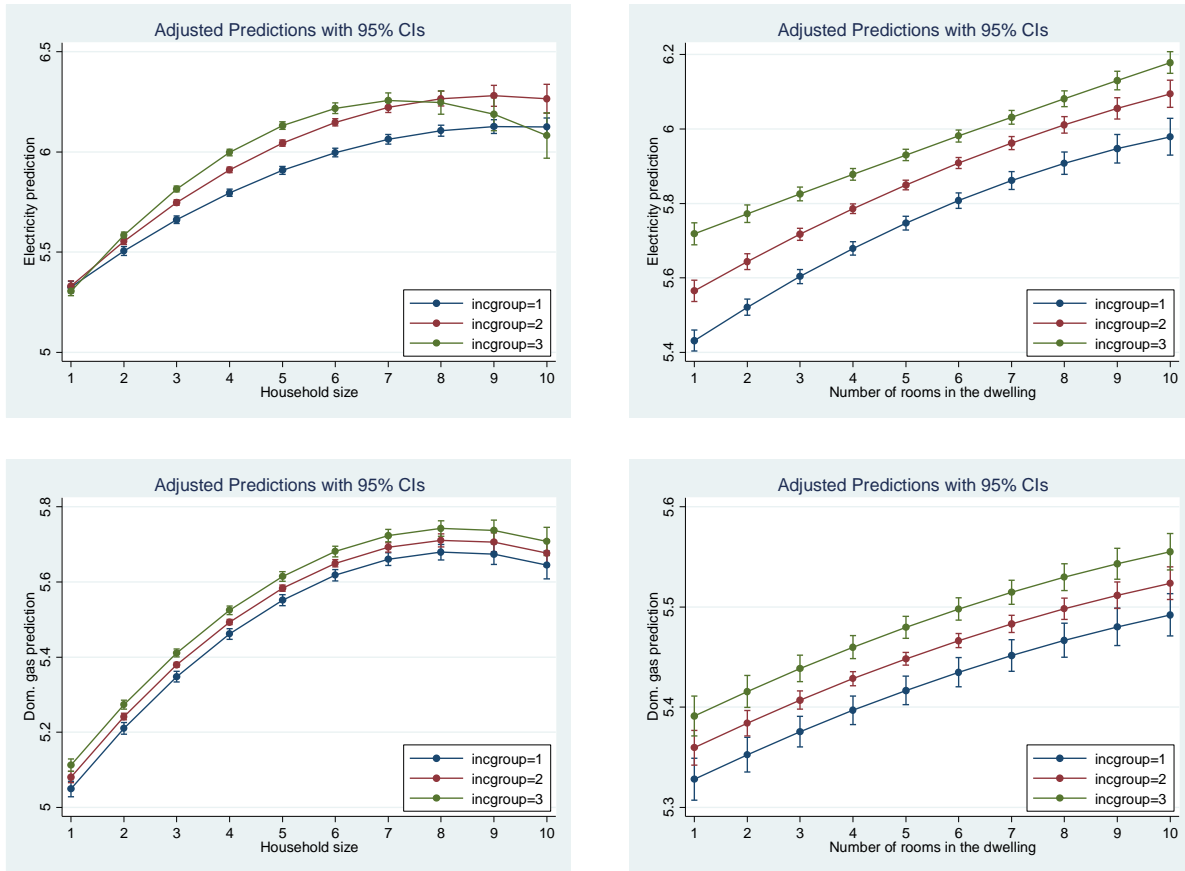 Adjusted Predictions with 95% CIs
Electricity prediction
6.5
6
5.5
5
1 2 3 4 5 6 7 8 9 10
Household size
incgroup=1
incgroup=2
incgroup=3
Adjusted Predictions with 95% CIs
Electricity prediction
6.2
6
5.8
5.6
5.4
1 2 3 4 5 6 7 8 9 10
Number of rooms in the dwelling
incgroup=1
incgroup=2
incgroup=3
Adjusted Predictions with 95% CIs
Dom. gas prediction
5.8
5.6
5.4
5.2
5
1 2 3 4 5 6 7 8 9 10
Household size
incgroup=1
incgroup=2
incgroup=3
Adjusted Predictions with 95% CIs
Dom. gas prediction
5.6
5.5
5.4
5.3
1 2 3 4 5 6 7 8 9 10
Number of rooms in the dwelling
incgroup=1
incgroup=2
incgroup=3